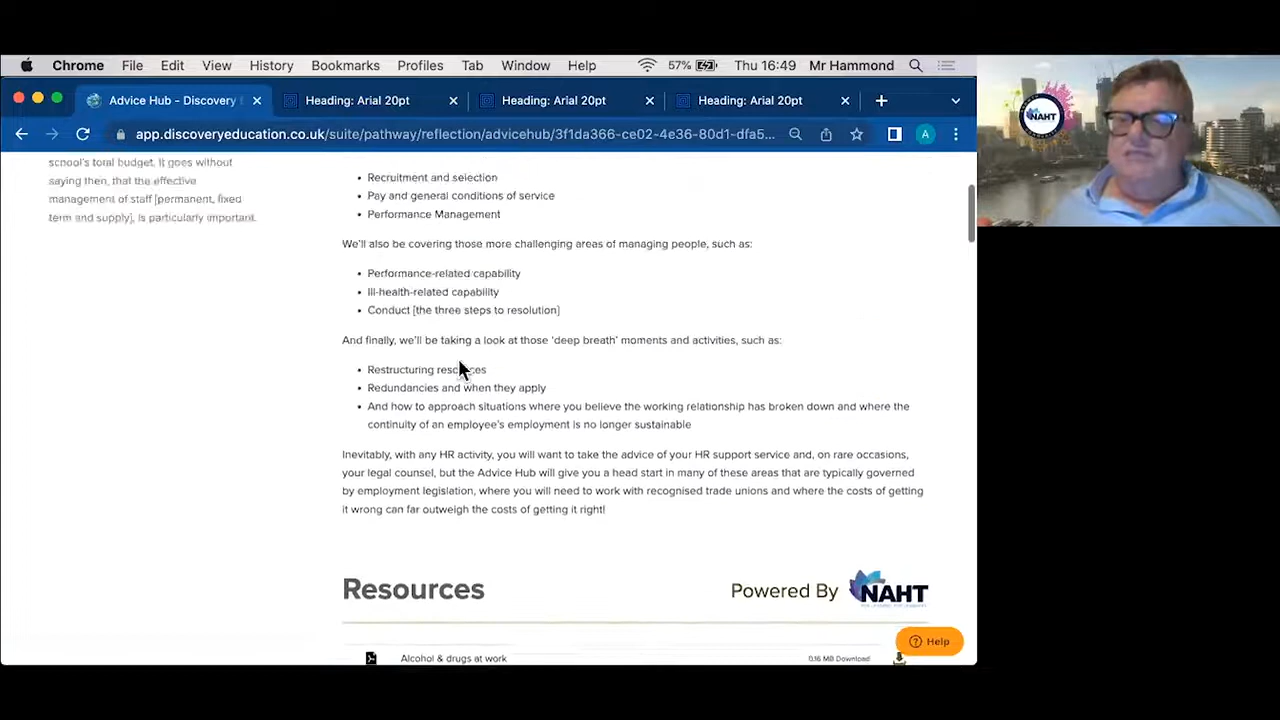 Chrome File Edit View History Bookmarks Profiles Tab Window Help 57% Thu 16:49 Mr Hammond
Advice Hub - Discovery E Heading: Arial 20pt Heading: Arial 20pt Heading: Arial 20pt
app.discoveryeducation.co.uk/suite/pathway/reflection/advicehub/3f1da366-ce02-4e36-80d1-dfa5... A
NAHT
school's total budget. It goes without
saying then, that the effective
management of staff [permanent, fixed
term and supply], is particularly important.
• Recruitment and selection
• Pay and general conditions of service
• Performance Management
We'll also be covering those more challenging areas of managing people, such as:
• Performance-related capability
• Ill-health-related capability
• Conduct [the three steps to resolution]
And finally, we'll be taking a look at those 'deep breath' moments and activities, such as:
• Restructuring resources
• Redundancies and when they apply
• And how to approach situations where you believe the working relationship has broken down and where the
continuity of an employee's employment is no longer sustainable
Inevitably, with any HR activity, you will want to take the advice of your HR support service and, on rare occasions,
your legal counsel, but the Advice Hub will give you a head start in many of these areas that are typically governed
by employment legislation, where you will need to work with recognised trade unions and where the costs of getting
it wrong can far outweigh the costs of getting it right!
Resources Powered By NAHT
Help
Alcohol & drugs at work 0.16 MB Download